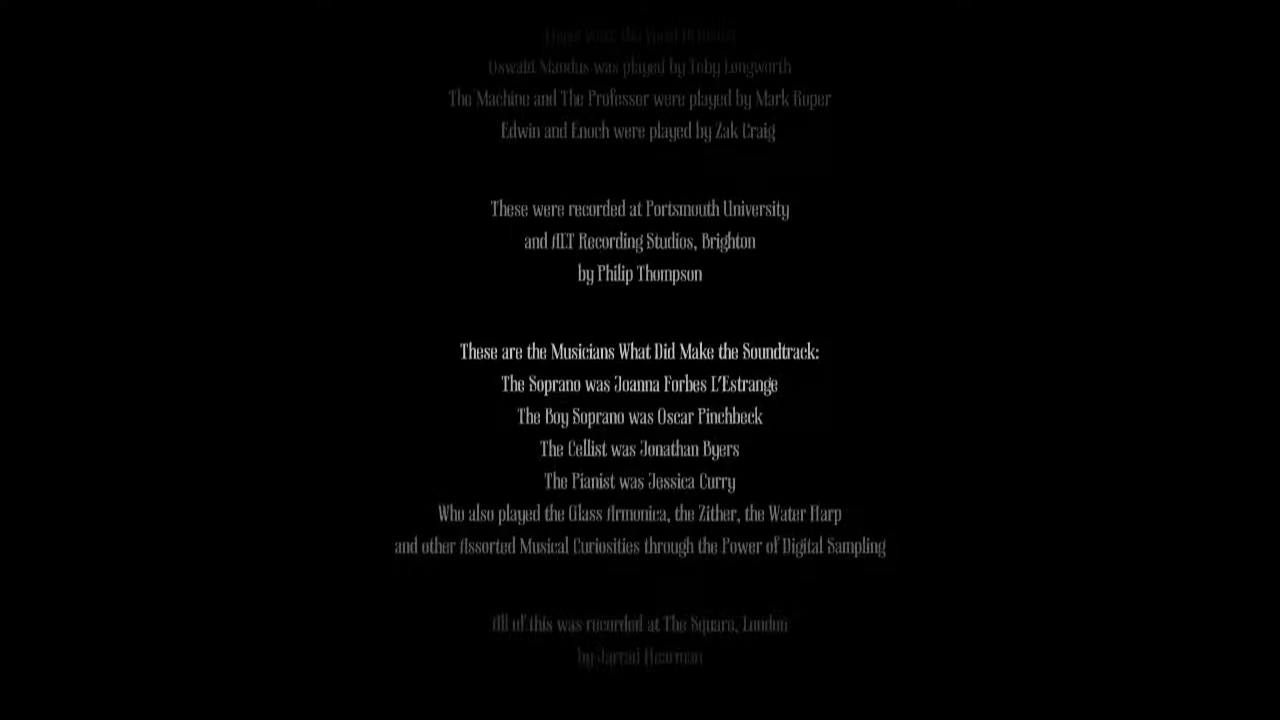 Oswald Mandus was played by Toby Longworth
The Machine and The Professor were played by Mark Roper
Edwin and Enoch were played by Zak Craig
These were recorded at Portsmouth University
and AIT Recording Studios, Brighton
by Philip Thompson
These are the Musicians What Did Make the Soundtrack:
The Soprano was Joanna Forbes L'Estrange
The Boy Soprano was Oscar Pinchbeck
The Cellist was Jonathan Byers
The Pianist was Jessica Curry
Who also played the Glass Armonica, the Zither, the Water Harp
and other Assorted Musical Curiosities through the Power of Digital Sampling
All of this was recorded at The Square, London
by Jarrad Hearman